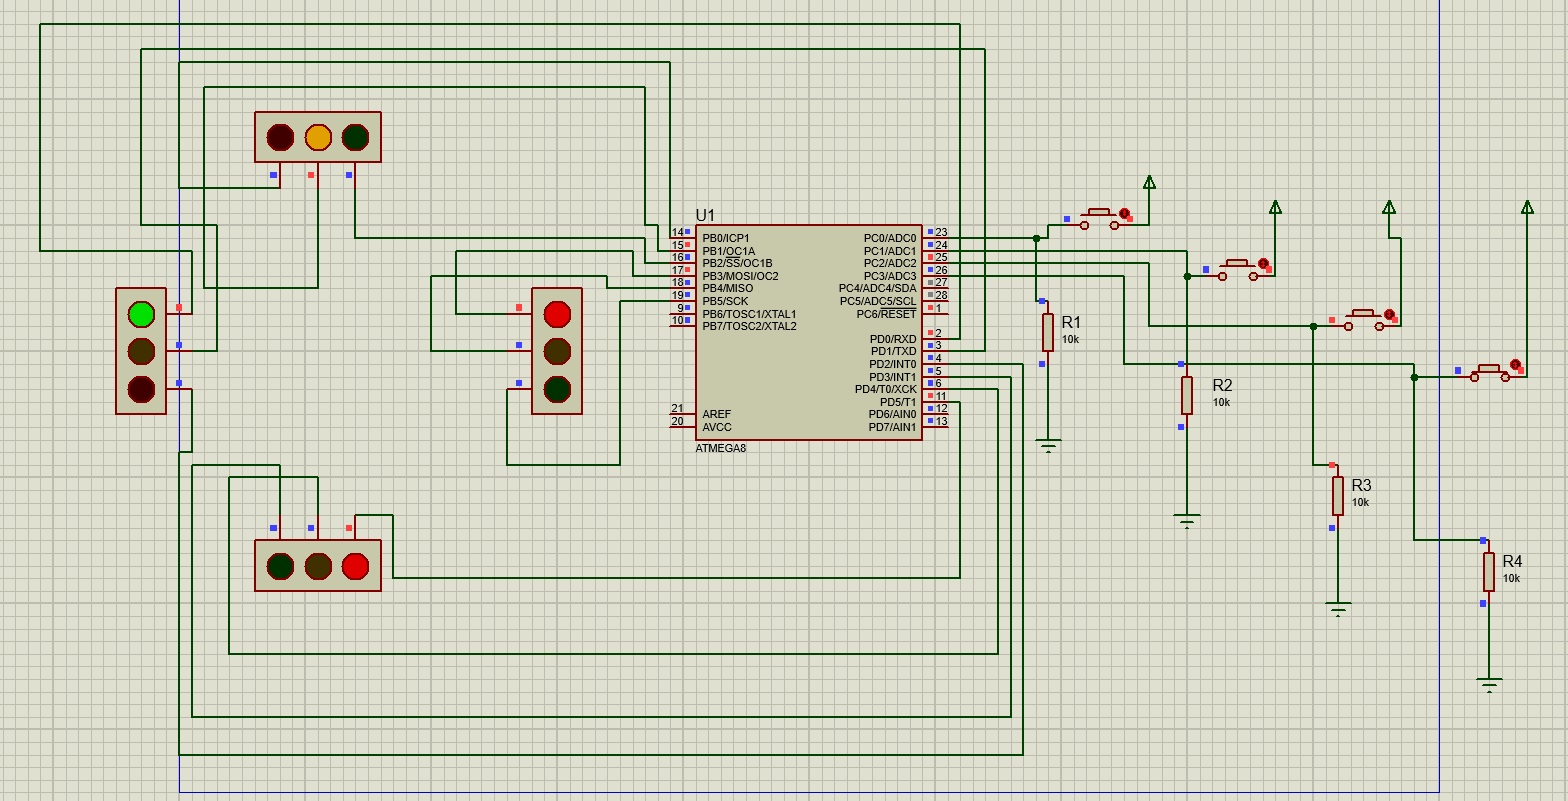 U1
14 PB0/ICP1 PC0/ADC0 23
15 PB1/OC1A PC1/ADC1 24
16 PB2/SS/OC1B PC2/ADC2 25
17 PB3/MOSI/OC2 PC3/ADC3 26
18 PB4/MISO PC4/ADC4/SDA 27
19 PB5/SCK PC5/ADC5/SCL 28
9 PB6/TOSC1/XTAL1 PC6/RESET 1
10 PB7/TOSC2/XTAL2
PD0/RXD 2
PD1/TXD 3
PD2/INT0 4
PD3/INT1 5
PD4/T0/XCK 6
PD5/T1 11
21 AREF PD6/AIN0 12
20 AVCC PD7/AIN1 13
ATMEGA8
R1
10k
R2
10k
R3
10k
R4
10k